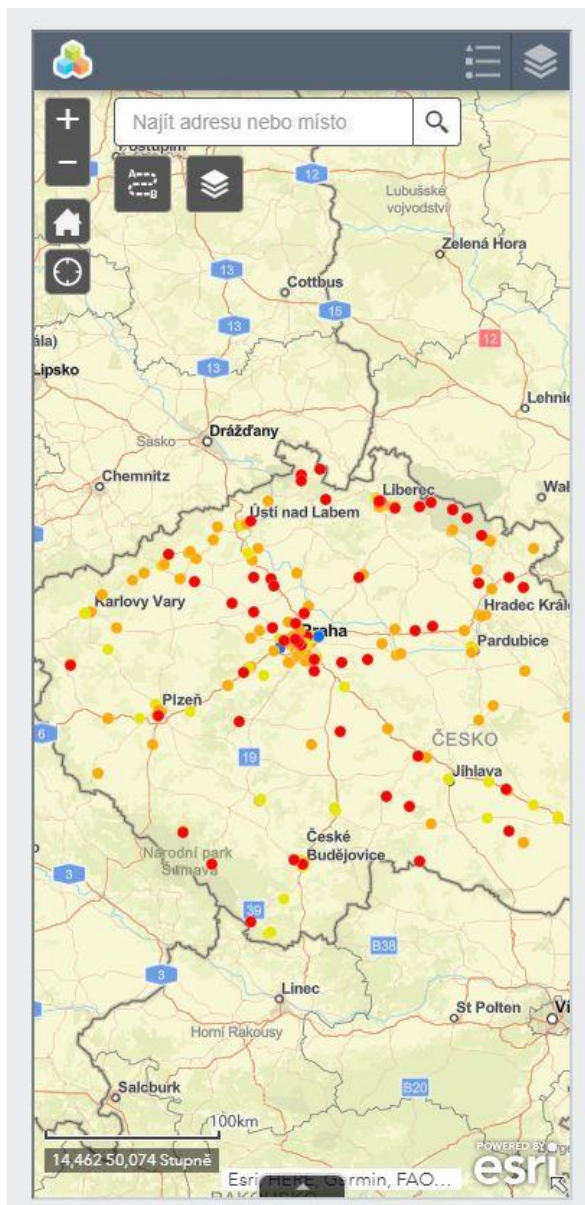 Najít adresu nebo místo
12
Lubušské
vojvodství
Zelená Hora
13
Cottbus
15
13
12
13
Lipsko
Lehnic
Drážďany
Sasko
Chemnitz
Liberec
Ústí nad Labem
Karlovy Vary
Hradec Král
Praha
Pardubice
Plzeň
6
ČESKO
19
Jihlava
České
Budějovice
Národní park
Šumava
3
39
B38
3
Linec
St Polten
Ví
Horní Rakousy
B20
Salcburk
100km
14,462 50,074 Stupně
POWERED BY
esri
Esri, HERE, Garmin, FAO...